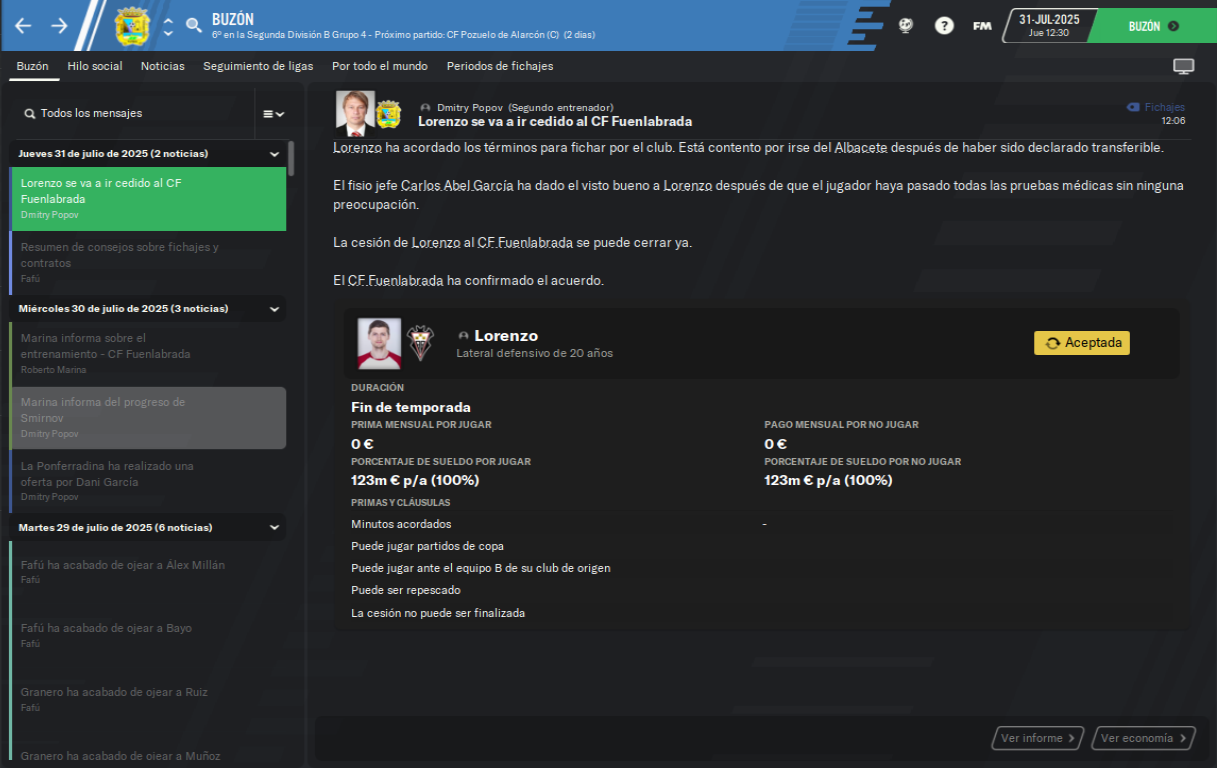 BUZÓN
6º en la Segunda División B Grupo 4 - Próximo partido: CF Pozuelo de Alarcón (C) (2 días)
?
FM
31-JUL-2025
Jue 12:30
BUZÓN
Buzón
Hilo social
Noticias
Seguimiento de ligas
Por todo el mundo
Periodos de fichajes
Todos los mensajes
Jueves 31 de julio de 2025 (2 noticias)
Lorenzo se va a ir cedido al CF
Fuenlabrada
Dmitry Popov
Resumen de consejos sobre fichajes y
contratos
Fafú
Miércoles 30 de julio de 2025 (3 noticias)
Marina informa sobre el
entrenamiento - CF Fuenlabrada
Roberto Marina
Marina informa del progreso de
Smirnov
Dmitry Popov
La Ponferradina ha realizado una
oferta por Dani García
Dmitry Popov
Martes 29 de julio de 2025 (6 noticias)
Fafú ha acabado de ojear a Álex Millán
Fafú
Fafú ha acabado de ojear a Bayo
Fafú
Granero ha acabado de ojear a Ruiz
Fafú
Granero ha acabado de ojear a Muñoz
Dmitry Popov (Segundo entrenador)
Lorenzo se va a ir cedido al CF Fuenlabrada
Fichajes
12:06
Lorenzo ha acordado los términos para fichar por el club. Está contento por irse del Albacete después de haber sido declarado transferible.
El fisio jefe Carlos Abel García ha dado el visto bueno a Lorenzo después de que el jugador haya pasado todas las pruebas médicas sin ninguna
preocupación.
La cesión de Lorenzo al CF Fuenlabrada se puede cerrar ya.
El CF Fuenlabrada ha confirmado el acuerdo.
Lorenzo
Lateral defensivo de 20 años
Aceptada
DURACIÓN
Fin de temporada
PRIMA MENSUAL POR JUGAR
PAGO MENSUAL POR NO JUGAR
0 €
0 €
PORCENTAJE DE SUELDO POR JUGAR
PORCENTAJE DE SUELDO POR NO JUGAR
123m € p/a (100%)
123m € p/a (100%)
PRIMAS Y CLÁUSULAS
Minutos acordados -
Puede jugar partidos de copa
Puede jugar ante el equipo B de su club de origen
Puede ser repescado
La cesión no puede ser finalizada
Ver informe
Ver economía